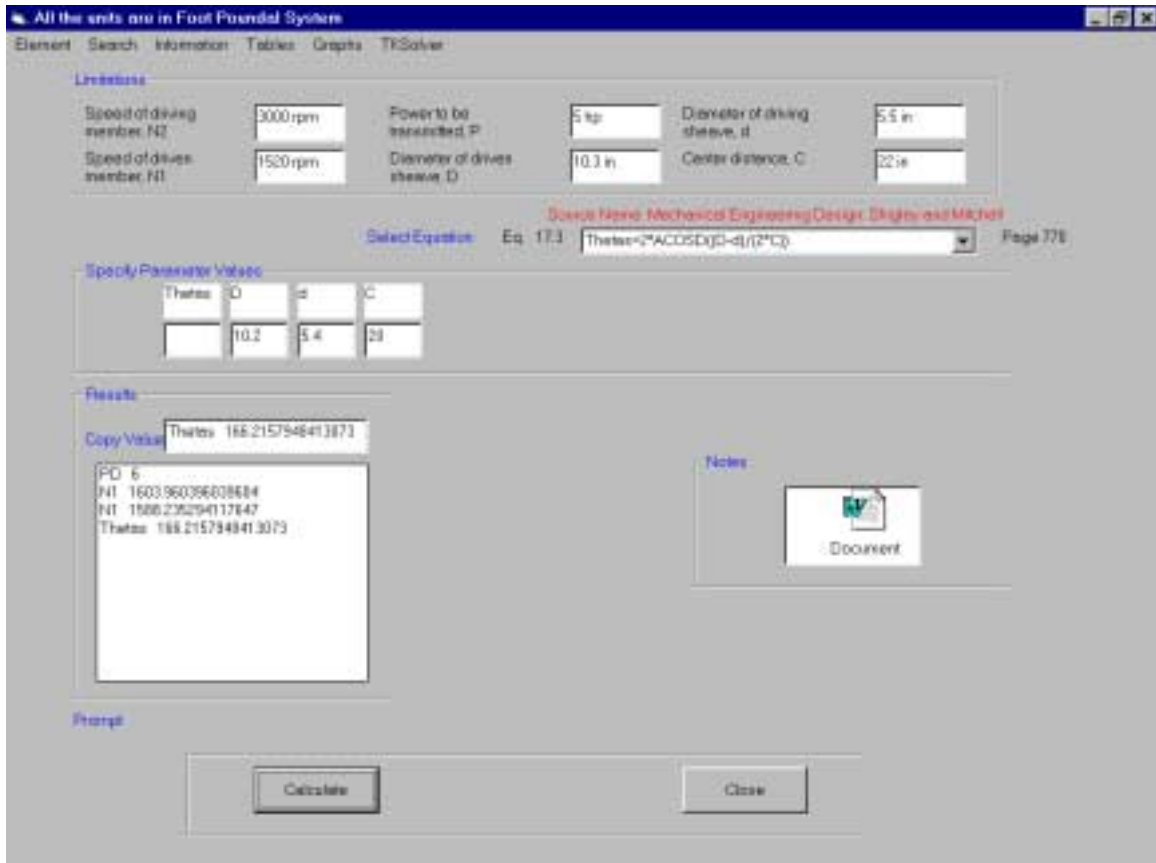 All the units are in Foot Poundal System
Element Search Information Tables Graphs TKSolver
Limitations
Speed of driving member, N2
3000 rpm
Power to be transmitted, P
5 hp
Diameter of driving sheave, d
5.5 in
Speed of driven member, N1
1520 rpm
Diameter of driven sheave, D
10.3 in
Center distance, C
22 in
Source Name: Mechanical Engineering Design: Shigley and Mitchell
Select Equation Eq. 17.3 Thetas=2*ACOSD((D-d)/(2*C)) Page 778
Specify Parameter Values
Thetas D d C
10.2 5.4 20
Results
Copy Value Thetas 166.2157948413073
PD 6
N1 1603.960396039604
N1 1588.235294117647
Thetas 166.2157948413073
Notes
Document
Prompt
Calculate Close